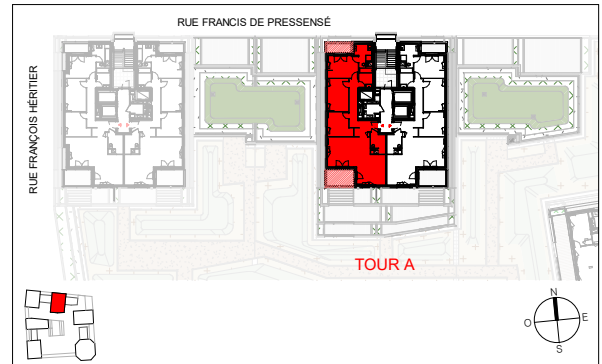 RUE FRANCIS DE PRESSENSÉ
RUE FRANÇOIS HÉRITIER
TOUR A
N
O E
S